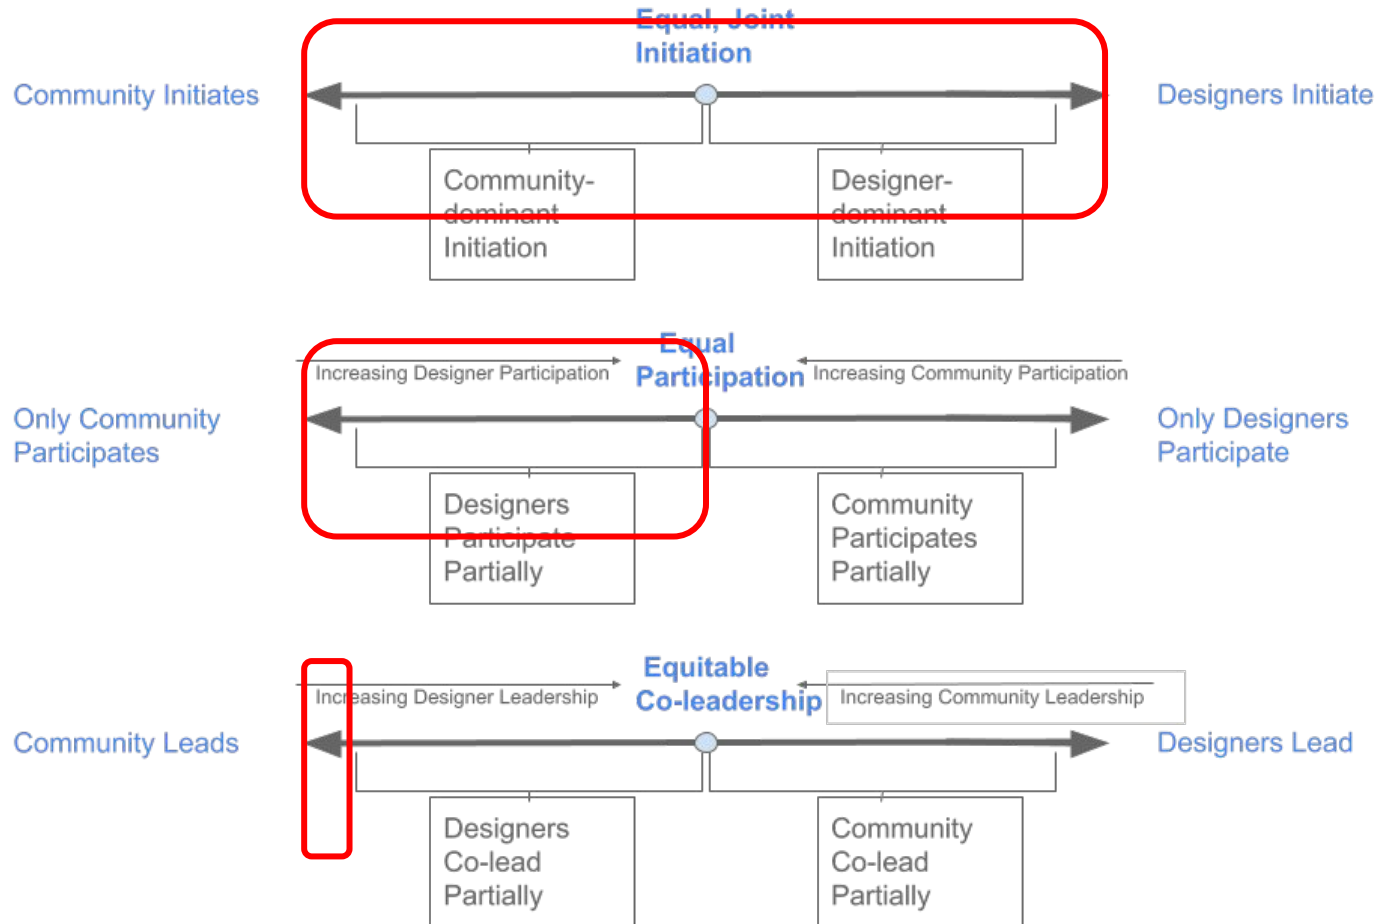 Equal, Joint
Initiation
Community Initiates
Designers Initiate
Community-
dominant
Initiation
Designer-
dominant
Initiation
Equal
Participation
Increasing Designer Participation
Increasing Community Participation
Only Community
Participates
Only Designers
Participate
Designers
Participate
Partially
Community
Participates
Partially
Equitable
Co-leadership
Increasing Designer Leadership
Increasing Community Leadership
Community Leads
Designers Lead
Designers
Co-lead
Partially
Community
Co-lead
Partially